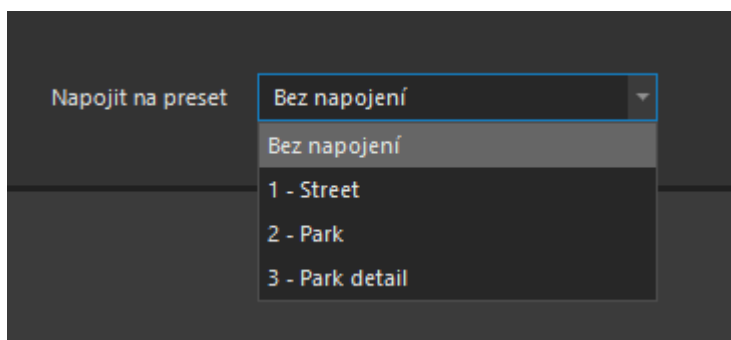 Napojit na preset Bez napojení
Bez napojení
1 - Street
2 - Park
3 - Park detail